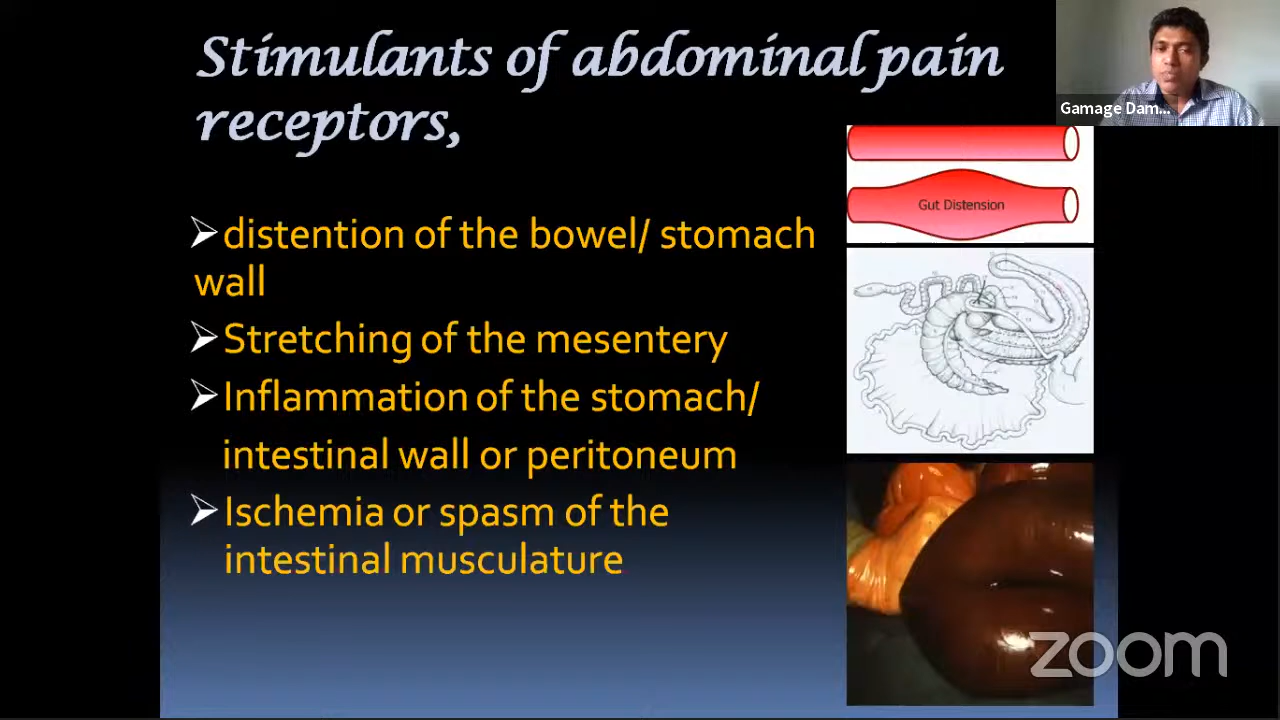 Stimulants of abdominal pain
receptors,
Gamage Dam...
Gut Distension
➢distention of the bowel/ stomach
wall
➢Stretching of the mesentery
➢Inflammation of the stomach/
intestinal wall or peritoneum
➢Ischemia or spasm of the
intestinal musculature
zoom